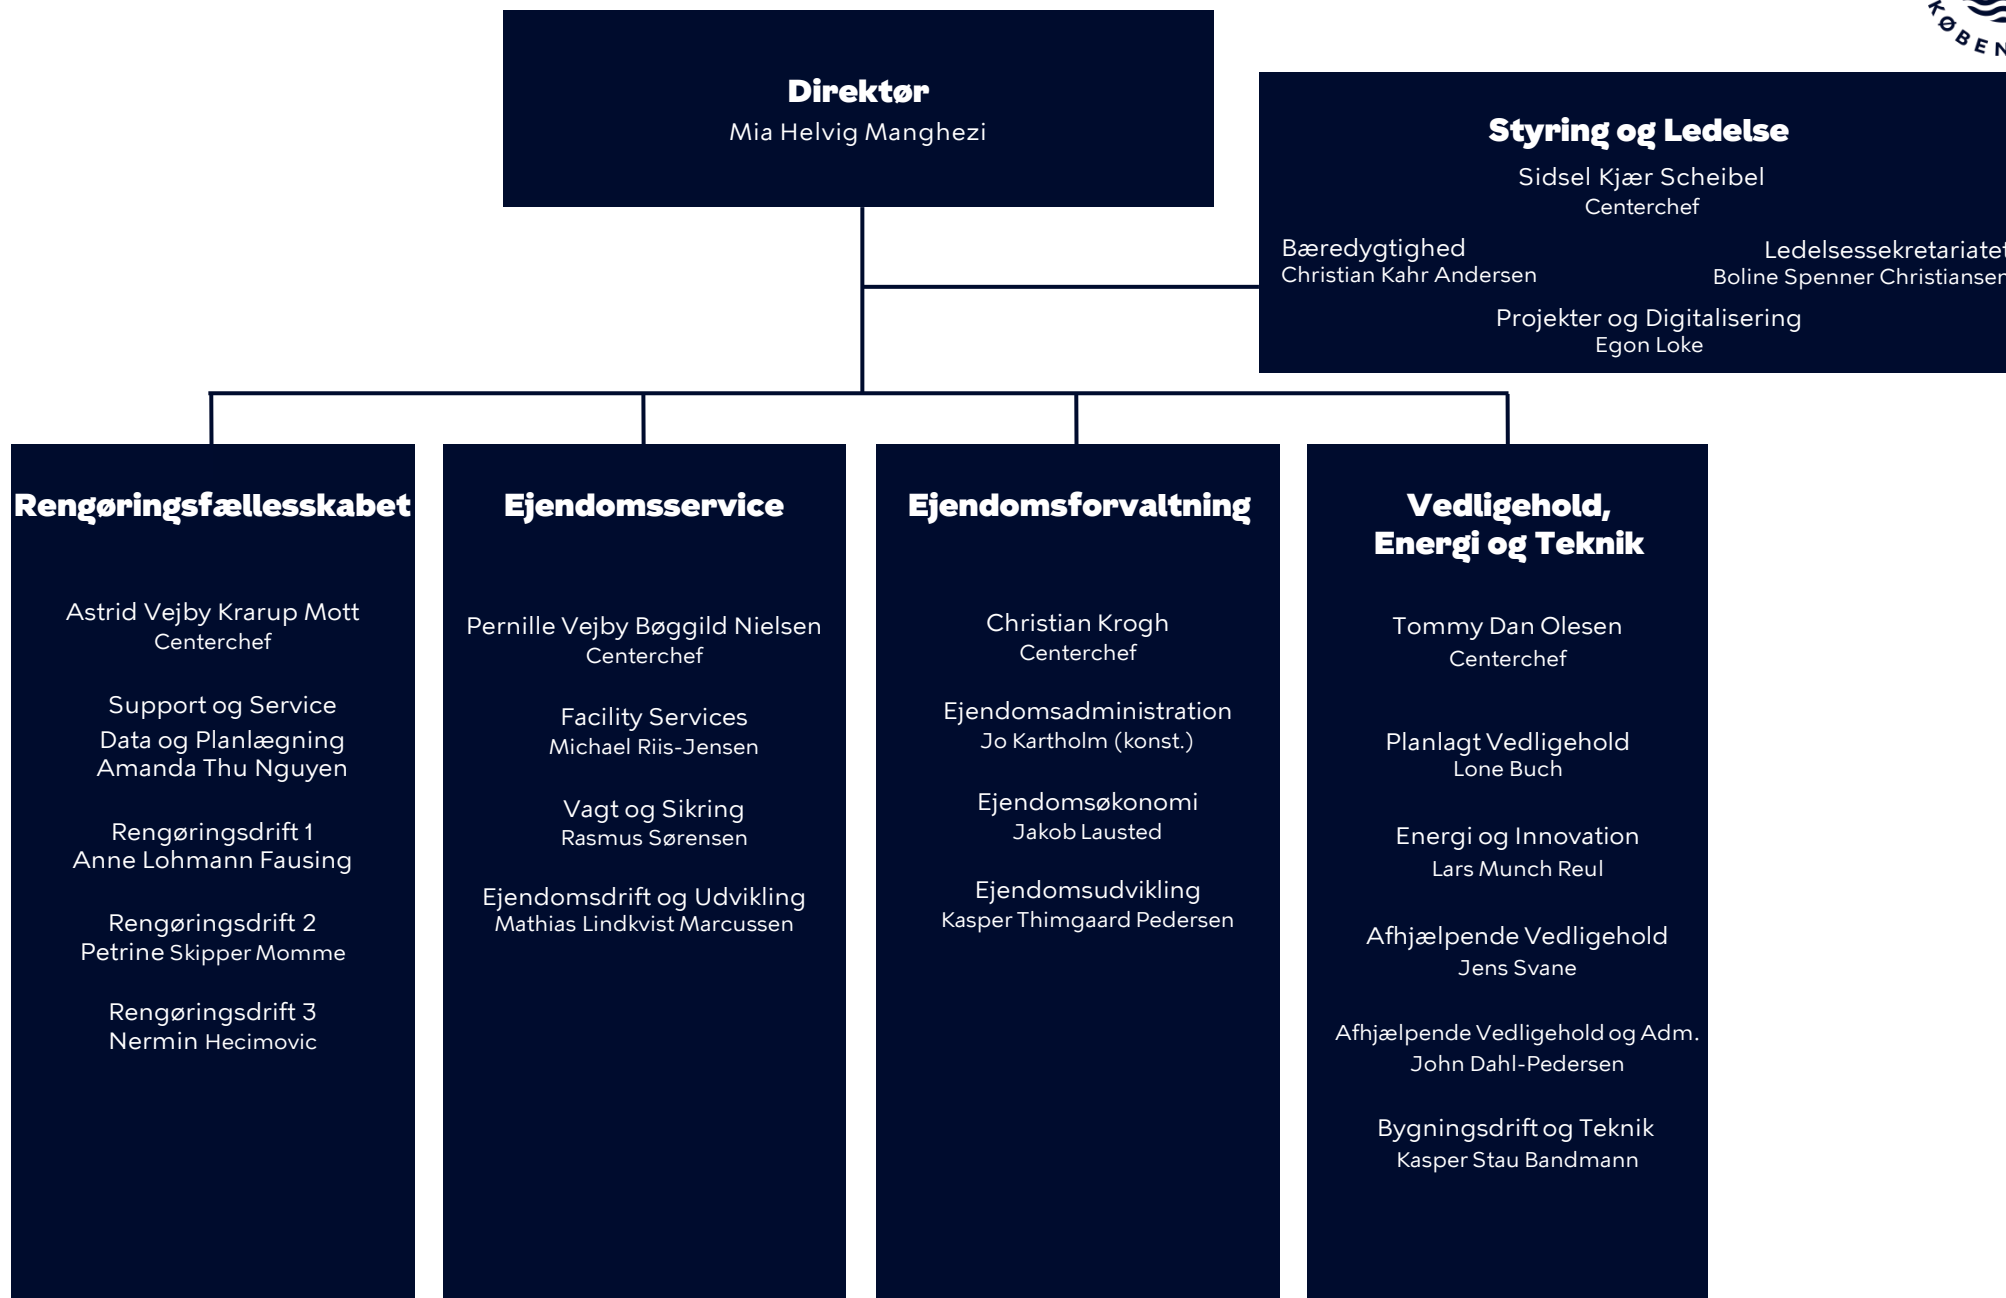 KØBEN
Direktør
Mia Helvig Manghezi
Styring og Ledelse
Sidsel Kjær Scheibel
Centerchef
Bæredygtighed
Christian Kahr Andersen
Ledelsessekretariatet
Boline Spenner Christiansen
Projekter og Digitalisering
Egon Loke
Rengøringsfællesskabet
Astrid Vejby Krarup Mott
Centerchef
Support og Service
Data og Planlægning
Amanda Thu Nguyen
Rengøringsdrift 1
Anne Lohmann Fausing
Rengøringsdrift 2
Petrine Skipper Momme
Rengøringsdrift 3
Nermin Hecimovic
Ejendomsservice
Pernille Vejby Bøggild Nielsen
Centerchef
Facility Services
Michael Riis-Jensen
Vagt og Sikring
Rasmus Sørensen
Ejendomsdrift og Udvikling
Mathias Lindkvist Marcussen
Ejendomsforvaltning
Christian Krogh
Centerchef
Ejendomsadministration
Jo Kartholm (konst.)
Ejendomsøkonomi
Jakob Lausted
Ejendomsudvikling
Kasper Thimgaard Pedersen
Vedligehold,
Energi og Teknik
Tommy Dan Olesen
Centerchef
Planlagt Vedligehold
Lone Buch
Energi og Innovation
Lars Munch Reul
Afhjælpende Vedligehold
Jens Svane
Afhjælpende Vedligehold og Adm.
John Dahl-Pedersen
Bygningsdrift og Teknik
Kasper Stau Bandmann